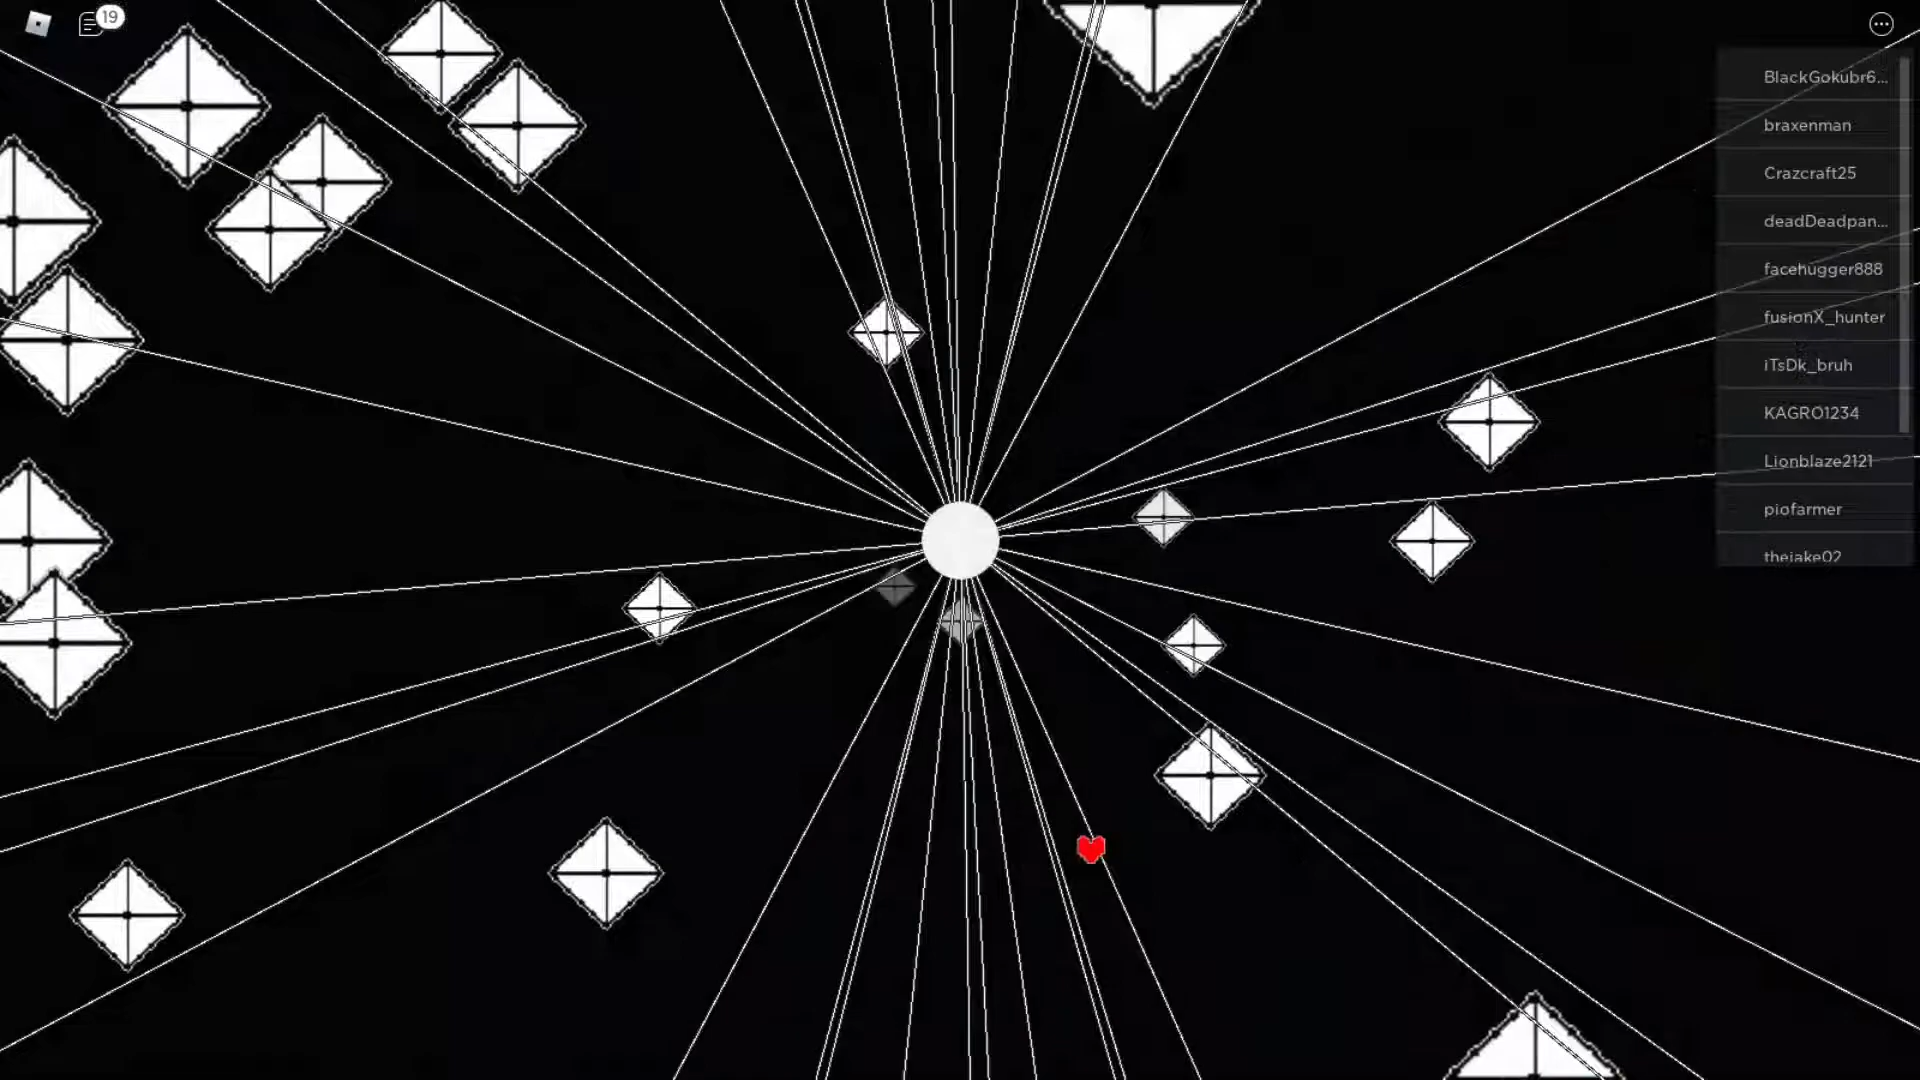 19
BlackGokubr6...
braxenman
Crazcraft25
deadDeadpan...
facehugger888
fusionX_hunter
iTsDk_bruh
KAGRO1234
Lionblaze2121
piofarmer
thejake02